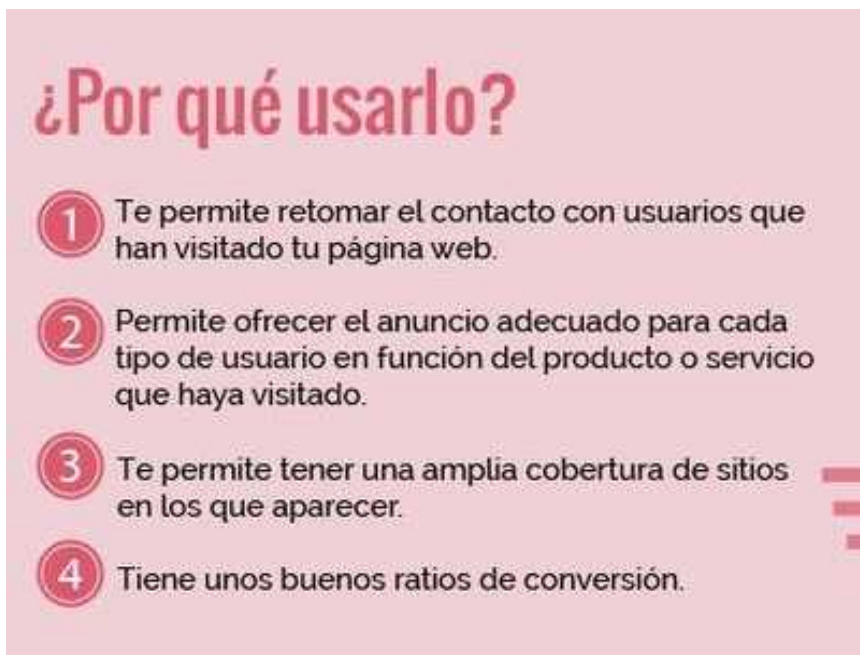 ¿Por qué usarlo?
1 Te permite retomar el contacto con usuarios que
han visitado tu página web.
2 Permite ofrecer el anuncio adecuado para cada
tipo de usuario en función del producto o servicio
que haya visitado.
3 Te permite tener una amplia cobertura de sitios
en los que aparecer.
4 Tiene unos buenos ratios de conversión.